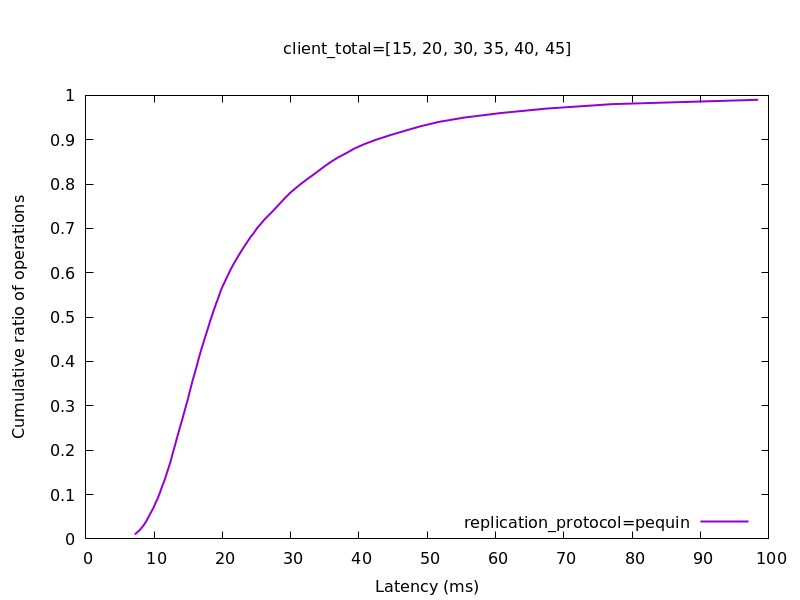 client_total=[15, 20, 30, 35, 40, 45]
1
0.9
0.8
0.7
0.6
0.5
0.4
0.3
0.2
0.1
0
Cumulative ratio of operations
replication_protocol=pequin
0 10 20 30 40 50 60 70 80 90 100
Latency (ms)